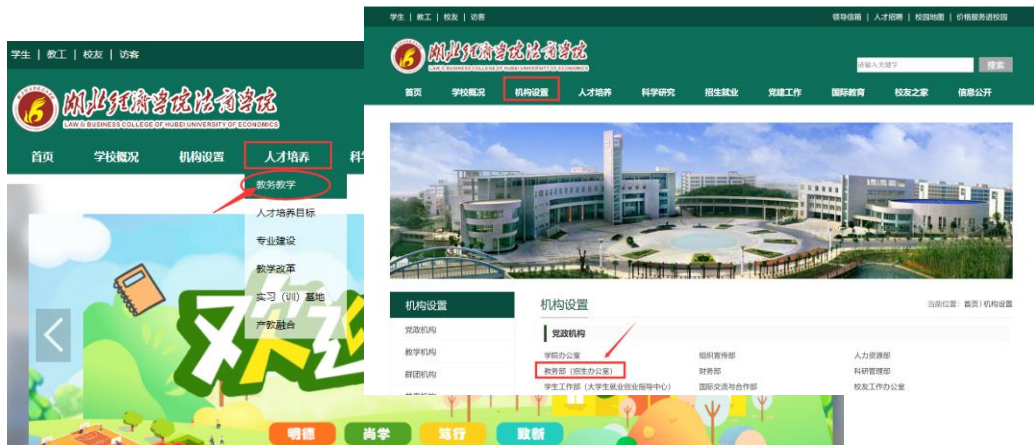 学生 | 教工 | 校友 | 访客
湖北经济学院法商学院
LAW & BUSINESS COLLEGE OF HUBEI UNIVERSITY OF ECONOMICS
首页 学校概况 机构设置 人才培养
教务教学
人才培养目标
专业建设
教学改革
实习（训）基地
产教融合
明德 尚学 笃行 致新
学生 | 教工 | 校友 | 访客 领导信箱 | 人才招聘 | 校园地图 | 价格服务进校园
湖北经济学院法商学院
LAW & BUSINESS COLLEGE OF HUBEI UNIVERSITY OF ECONOMICS
请输入关键字 搜索
首页 学校概况 机构设置 人才培养 科学研究 招生就业 党建工作 国际教育 校友之家 信息公开
机构设置
党政机构
教学机构
群团机构
机构设置 当前位置: 首页 | 机构设置
党政机构
学院办公室 组织宣传部 人力资源部
教务部（招生办公室） 财务部 科研管理部
学生工作部（大学生就业创业指导中心） 国际交流与合作部 校友工作办公室